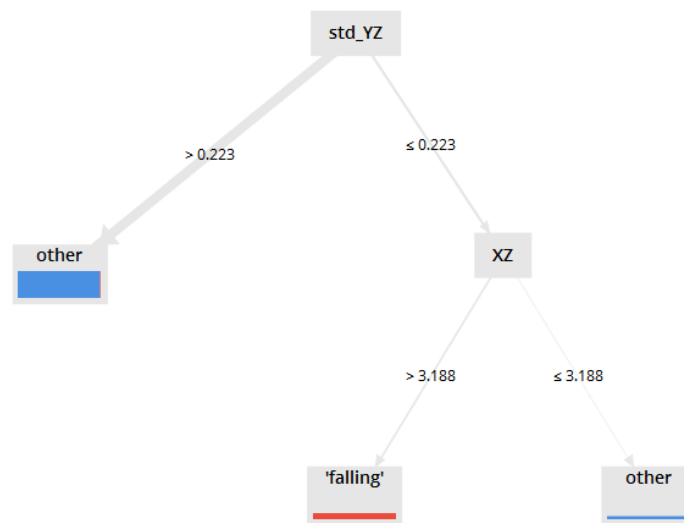 std_YZ
> 0.223
≤ 0.223
other
XZ
> 3.188
≤ 3.188
'falling'
other